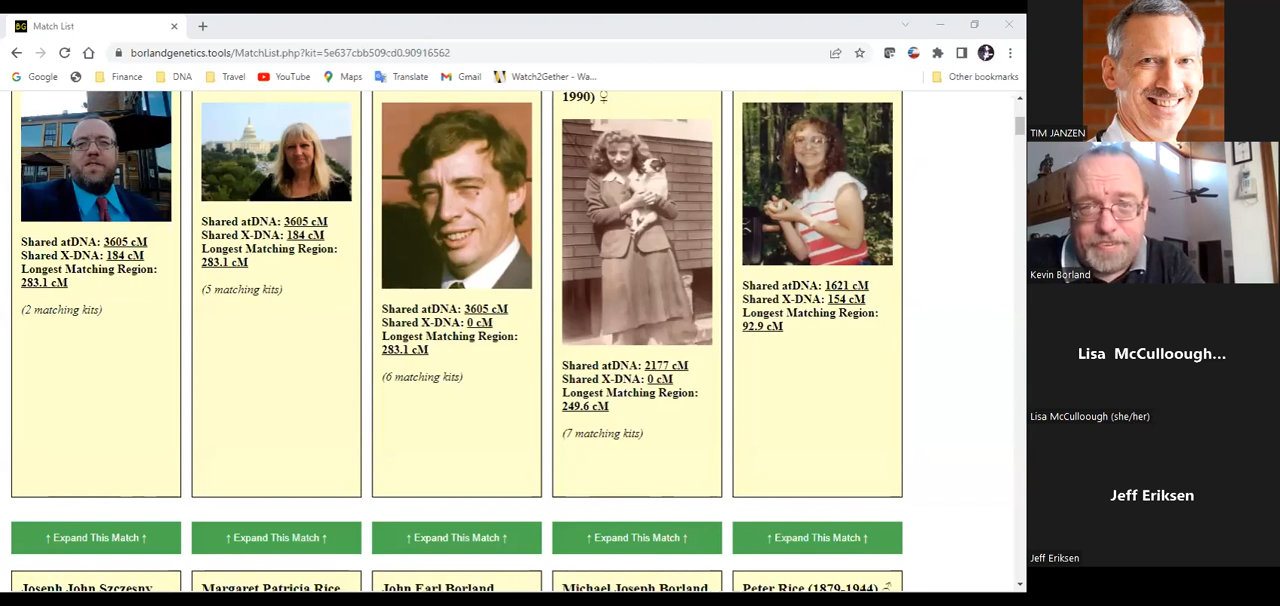 Match List
borlandgenetics.tools/MatchList.php?kit=5e637cbb509cd0.90916562
Google
Finance
DNA
Travel
YouTube
Maps
Translate
Gmail
Watch2Gether - Wa...
Other bookmarks
Shared atDNA: 3605 cM
Shared X-DNA: 184 cM
Longest Matching Region:
283.1 cM
(2 matching kits)
Shared atDNA: 3605 cM
Shared X-DNA: 184 cM
Longest Matching Region:
283.1 cM
(5 matching kits)
Shared atDNA: 3605 cM
Shared X-DNA: 0 cM
Longest Matching Region:
283.1 cM
(6 matching kits)
1990) ♀
Shared atDNA: 2177 cM
Shared X-DNA: 0 cM
Longest Matching Region:
249.6 cM
(7 matching kits)
Shared atDNA: 1621 cM
Shared X-DNA: 154 cM
Longest Matching Region:
92.9 cM
↑ Expand This Match ↑
↑ Expand This Match ↑
↑ Expand This Match ↑
↑ Expand This Match ↑
↑ Expand This Match ↑
Joseph John Szczesny
Margaret Patricia Rice
John Earl Borland
Michael Joseph Borland
Peter Rice (1879-1944) ♂
TIM JANZEN
Kevin Borland
Lisa McCulloough...
Lisa McCulloough (she/her)
Jeff Eriksen
Jeff Eriksen